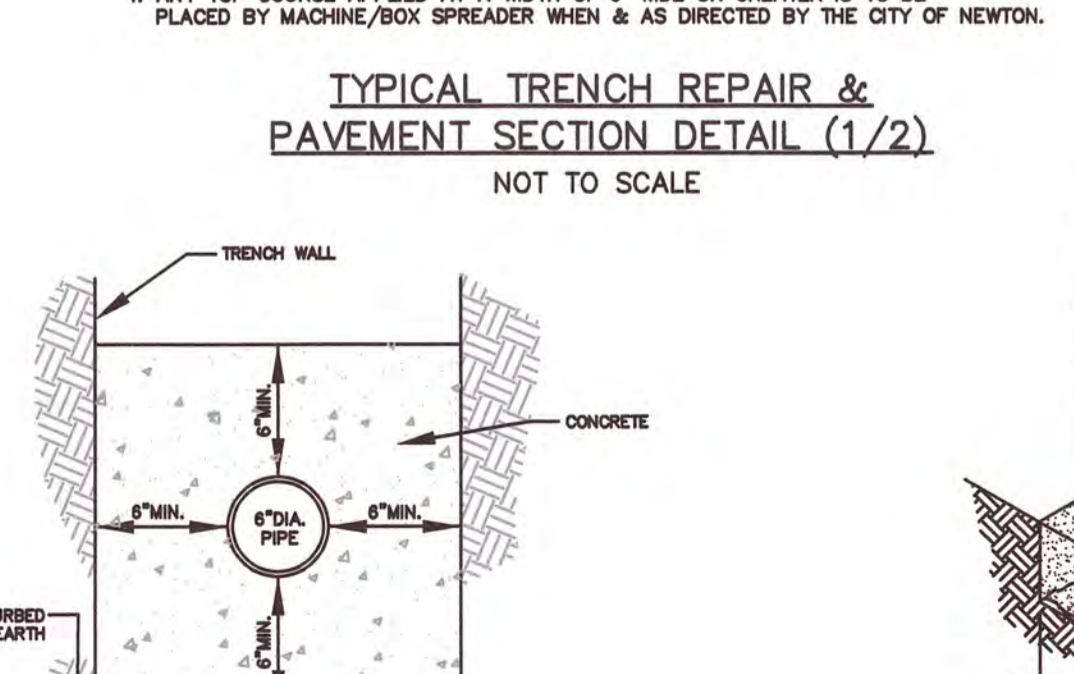 PLACED BY MACHINE/BOX SPREADER WHEN & AS DIRECTED BY THE CITY OF NEWTON.
TYPICAL TRENCH REPAIR &
PAVEMENT SECTION DETAIL (1/2)
NOT TO SCALE
TRENCH WALL
6"MIN.
CONCRETE
6"MIN.
6"DIA.
PIPE
6"MIN.
EARTH
6"MIN.